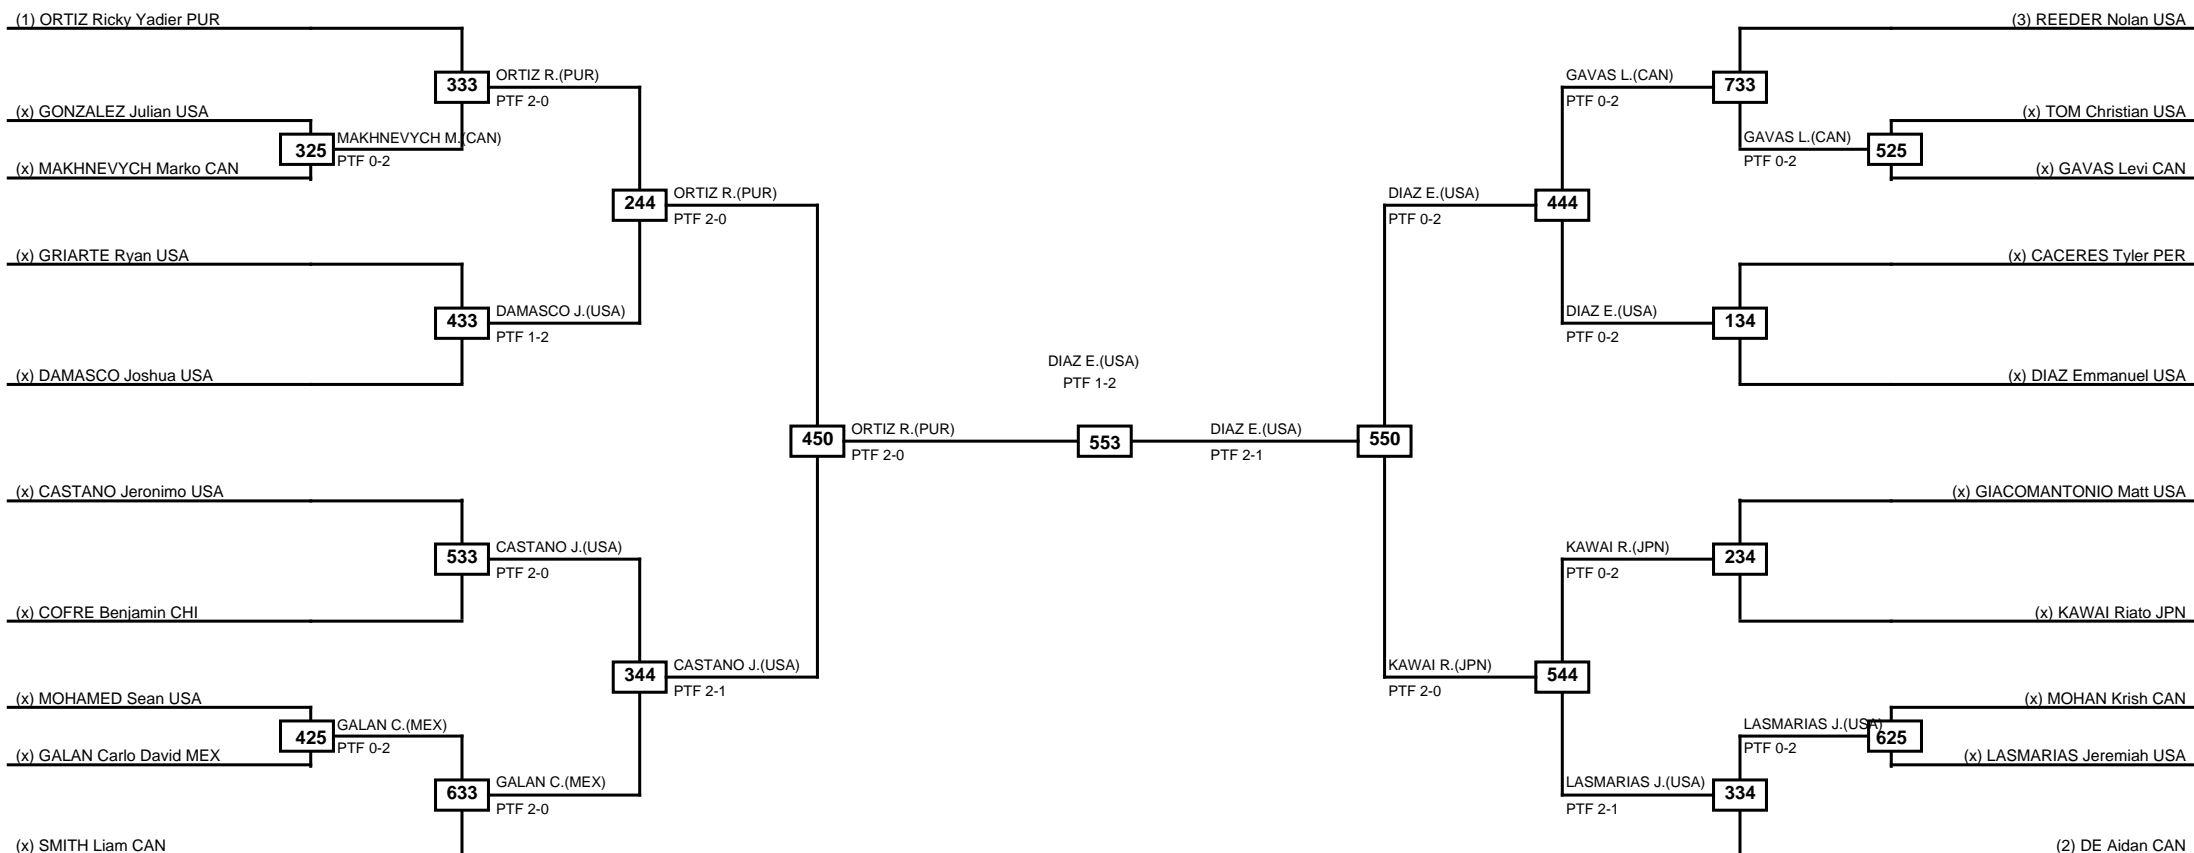 (1) ORTIZ Ricky Yadier PUR
(x) GONZALEZ Julian USA
(x) MAKHNEVYCH Marko CAN
(x) GRIARTE Ryan USA
(x) DAMASCO Joshua USA
(x) CASTANO Jeronimo USA
(x) COFRE Benjamin CHI
(x) MOHAMED Sean USA
(x) GALAN Carlo David MEX
(x) SMITH Liam CAN
325
MAKHNEVYCH M.(CAN)
PTF 0-2
425
GALAN C.(MEX)
PTF 0-2
333
ORTIZ R.(PUR)
PTF 2-0
433
DAMASCO J.(USA)
PTF 1-2
533
CASTANO J.(USA)
PTF 2-0
633
GALAN C.(MEX)
PTF 2-0
244
ORTIZ R.(PUR)
PTF 2-0
344
CASTANO J.(USA)
PTF 2-1
450
ORTIZ R.(PUR)
PTF 2-0
DIAZ E.(USA)
PTF 1-2
553
DIAZ E.(USA)
PTF 2-1
550
DIAZ E.(USA)
PTF 0-2
444
KAWAI R.(JPN)
PTF 2-0
544
GAVAS L.(CAN)
PTF 0-2
733
DIAZ E.(USA)
PTF 0-2
134
KAWAI R.(JPN)
PTF 0-2
234
LASMARIAS J.(USA)
PTF 2-1
334
GAVAS L.(CAN)
PTF 0-2
525
LASMARIAS J.(USA)
PTF 0-2
625
(3) REEDER Nolan USA
(x) TOM Christian USA
(x) GAVAS Levi CAN
(x) CACERES Tyler PER
(x) DIAZ Emmanuel USA
(x) GIACOMANTONIO Matt USA
(x) KAWAI Riato JPN
(x) MOHAN Krish CAN
(x) LASMARIAS Jeremiah USA
(2) DE Aidan CAN